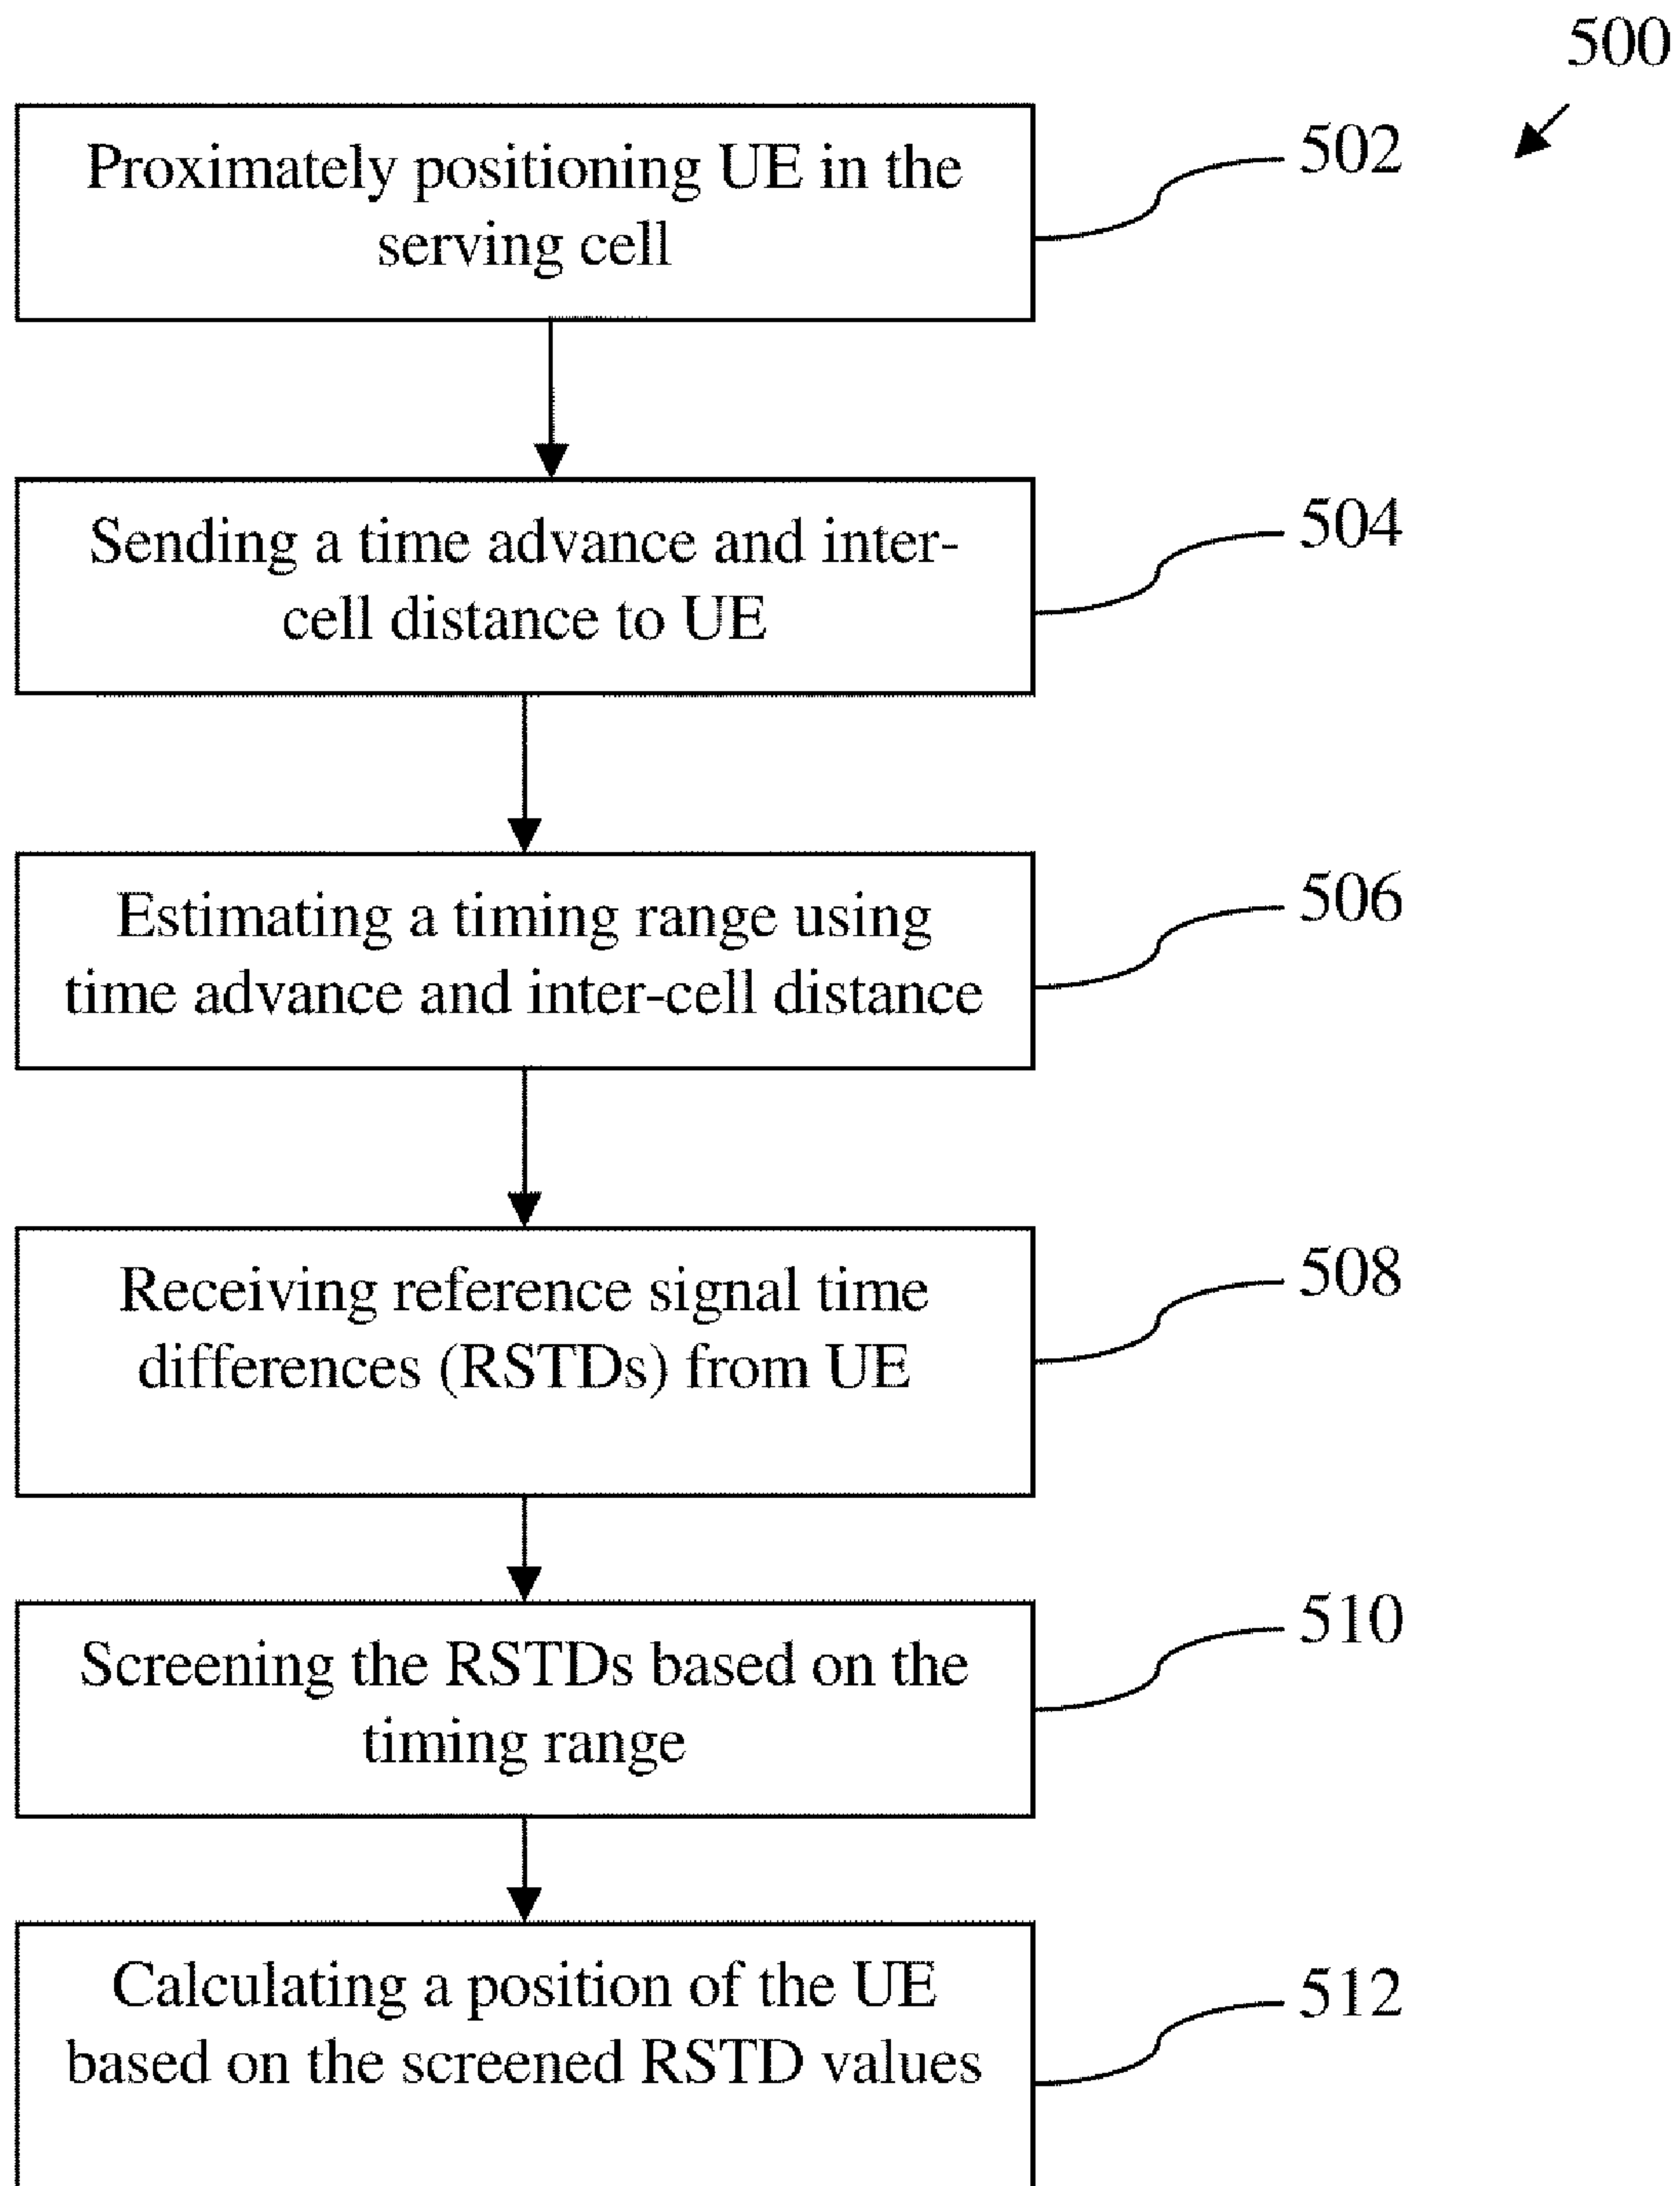 500
Proximately positioning UE in the
serving cell
502
Sending a time advance and inter-
cell distance to UE
504
Estimating a timing range using
time advance and inter-cell distance
506
Receiving reference signal time
differences (RSTDs) from UE
508
Screening the RSTDs based on the
timing range
510
Calculating a position of the UE
based on the screened RSTD values
512